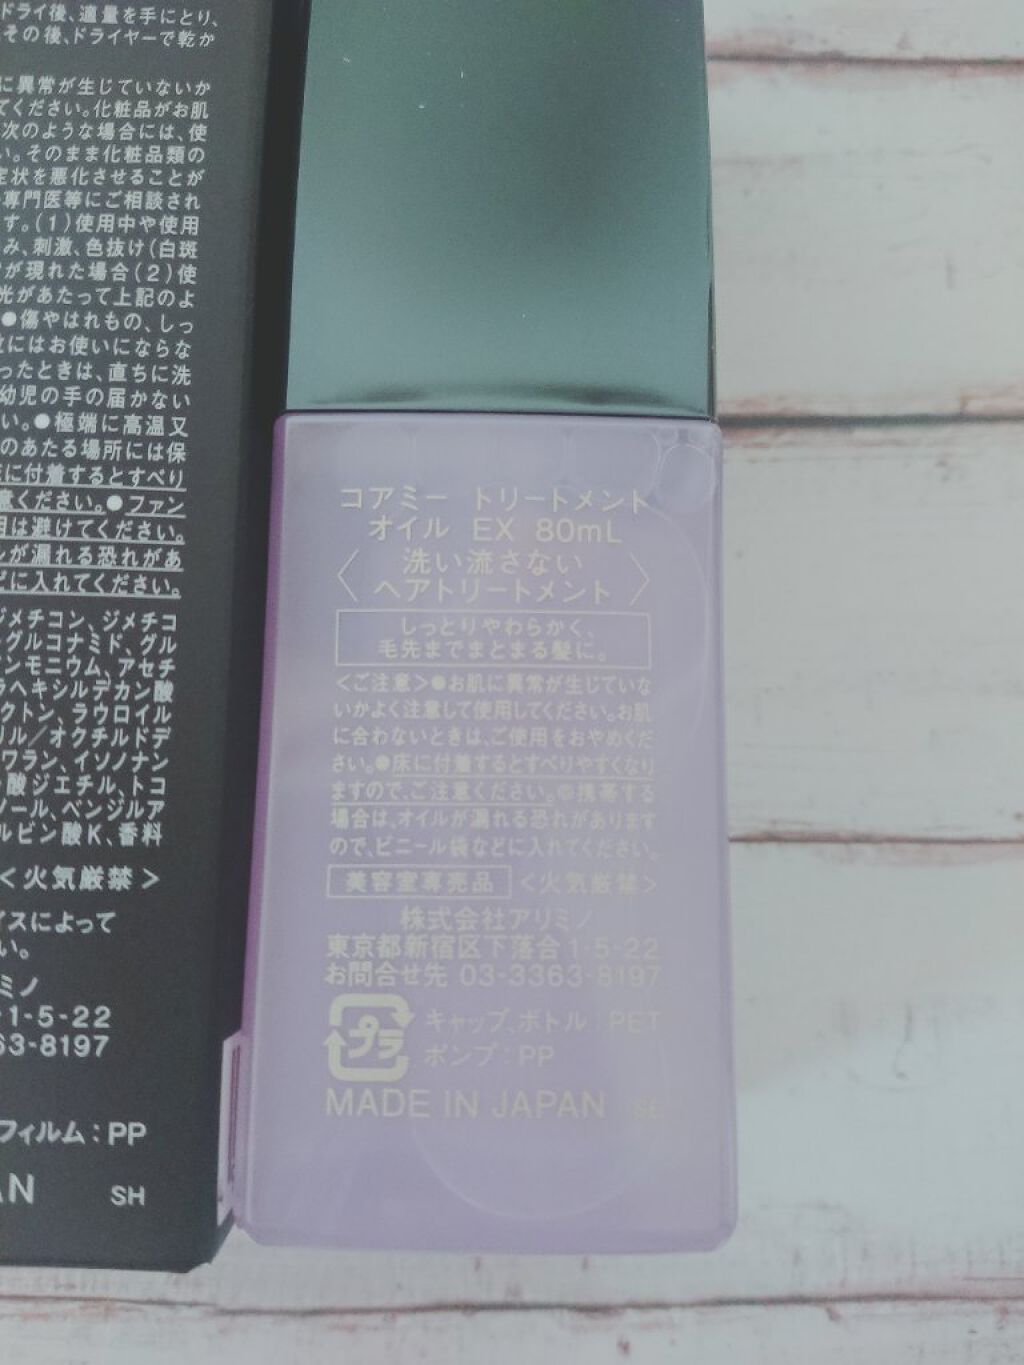 ドライ後、適量を手にとり、
その後、ドライヤーで乾か
に異常が生じていないか
てください。化粧品がお肌
次のような場合には、使
い。そのまま化粧品類の
症状を悪化させることが
専門医等にご相談され
す。(1)使用中や使用
み、刺激、色抜け(白斑
が現れた場合(2)使
光があたって上記のよ
●傷やはれもの、しっ
にはお使いにならな
ったときは、直ちに洗
幼児の手の届かない
い。●極端に高温又
のあたる場所には保
に付着するとすべり
意ください。●ファン
用は避けてください。
ルが漏れる恐れがあ
どに入れてください。
ジメチコン、ジメチコ
グルコナミド、グル
ンモニウム、アセチ
ラヘキシルデカン酸
クトン、ラウロイル
リル/オクチルドデ
ワラン、イソノナン
酸ジエチル、トコ
ノール、ベンジルア
ルビン酸K、香料
<火気厳禁>
イスによって
い。
ミノ
1-5-22
63-8197
フィルム:PP
AN SH
コアミー トリートメント
オイル EX 80mL
〈洗い流さない
ヘアトリートメント〉
しっとりやわらかく、
毛先までまとまる髪に。
<ご注意>●お肌に異常が生じていな
いかよく注意して使用してください。お肌
に合わないときは、ご使用をおやめくだ
さい。●床に付着するとすべりやすくなり
ますので、ご注意ください。●携帯する
場合は、オイルが漏れる恐れがあります
ので、ビニール袋などに入れてください。
美容室専売品 <火気厳禁>
株式会社アリミノ
東京都新宿区下落合1-5-22
お問合せ先 03-3363-8197
プラ
キャップ、ボトル:PET
ポンプ:PP
MADE IN JAPAN